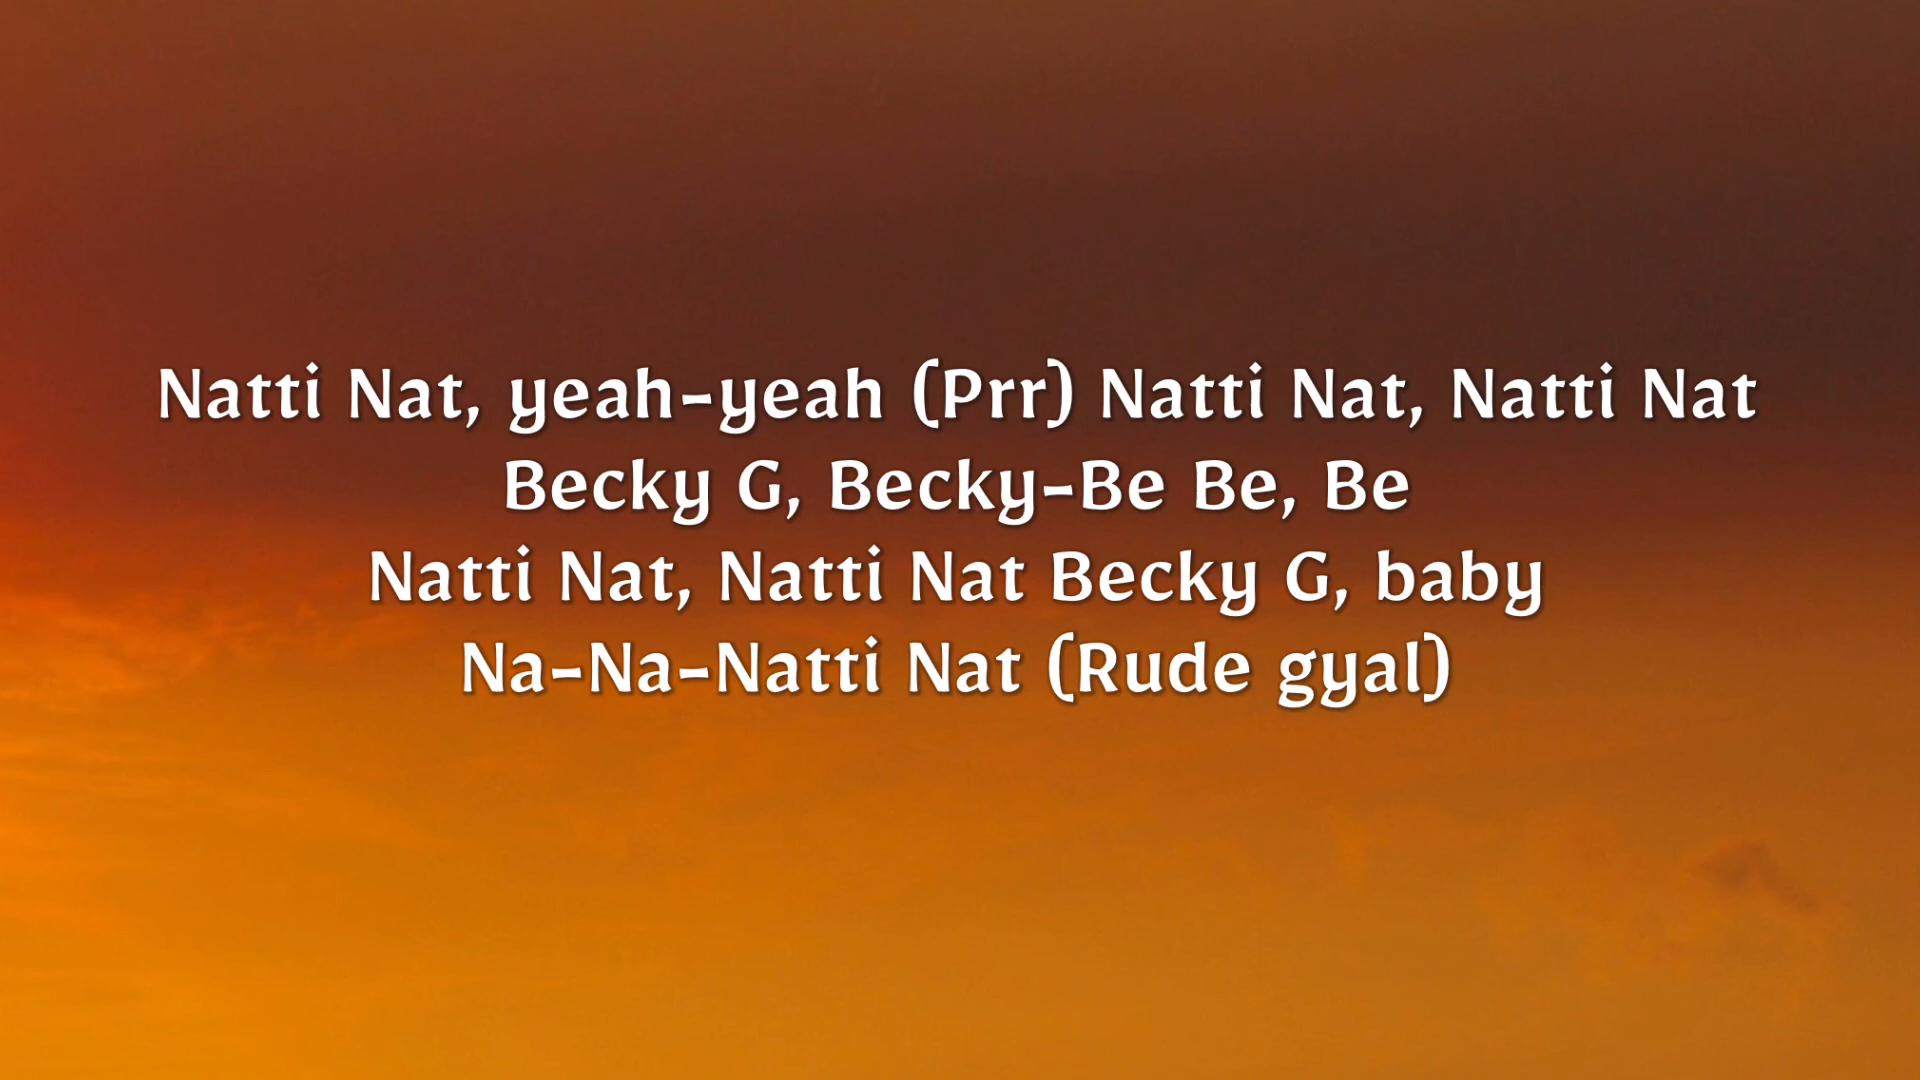 Natti Nat, yeah-yeah (Prr) Natti Nat, Natti Nat
Becky G, Becky-Be Be, Be
Natti Nat, Natti Nat Becky G, baby
Na-Na-Natti Nat (Rude gyal)